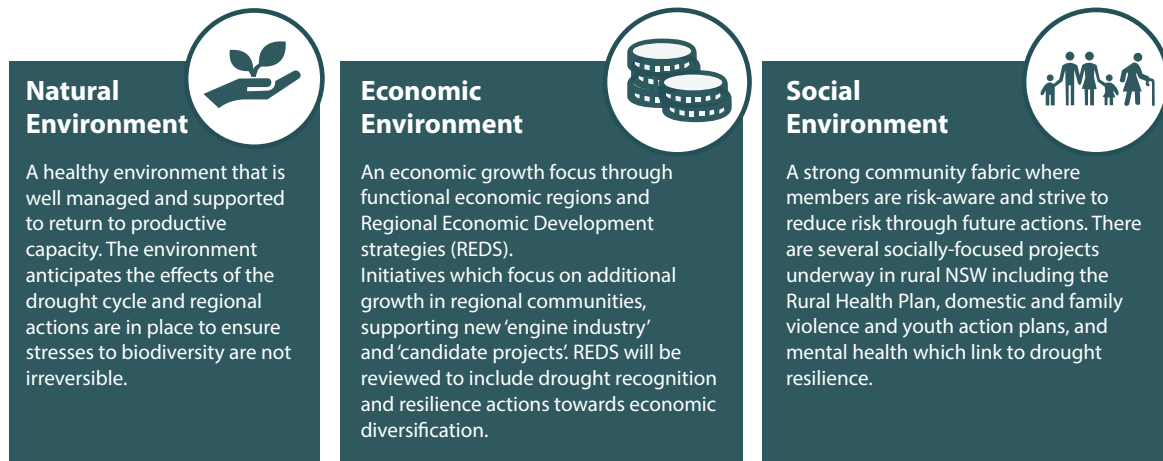 Natural
Environment
A healthy environment that is
well managed and supported
to return to productive
capacity. The environment
anticipates the effects of the
drought cycle and regional
actions are in place to ensure
stresses to biodiversity are not
irreversible.
Economic
Environment
An economic growth focus through
functional economic regions and
Regional Economic Development
strategies (REDS).
Initiatives which focus on additional
growth in regional communities,
supporting new ‘engine industry’
and ‘candidate projects’. REDS will be
reviewed to include drought recognition
and resilience actions towards economic
diversification.
Social
Environment
A strong community fabric where
members are risk-aware and strive to
reduce risk through future actions. There
are several socially-focused projects
underway in rural NSW including the
Rural Health Plan, domestic and family
violence and youth action plans, and
mental health which link to drought
resilience.